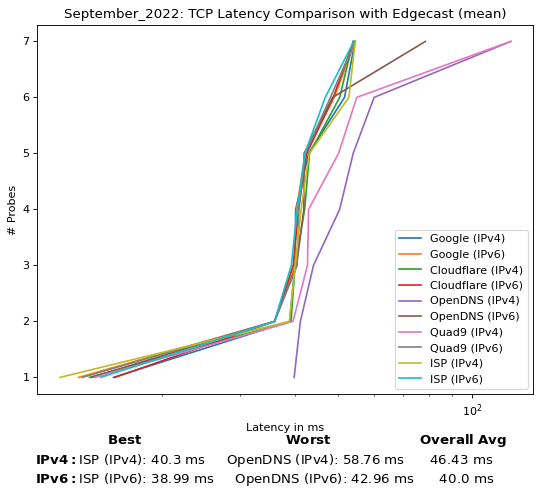 September_2022: TCP Latency Comparison with Edgecast (mean)
7
6
5
4
3
2
1
# Probes
Google (IPv4)
Google (IPv6)
Cloudflare (IPv4)
Cloudflare (IPv6)
OpenDNS (IPv4)
OpenDNS (IPv6)
Quad9 (IPv4)
Quad9 (IPv6)
ISP (IPv4)
ISP (IPv6)
10²
Latency in ms
Best Worst Overall Avg
IPv4: ISP (IPv4): 40.3 ms OpenDNS (IPv4): 58.76 ms 46.43 ms
IPv6: ISP (IPv6): 38.99 ms OpenDNS (IPv6): 42.96 ms 40.0 ms